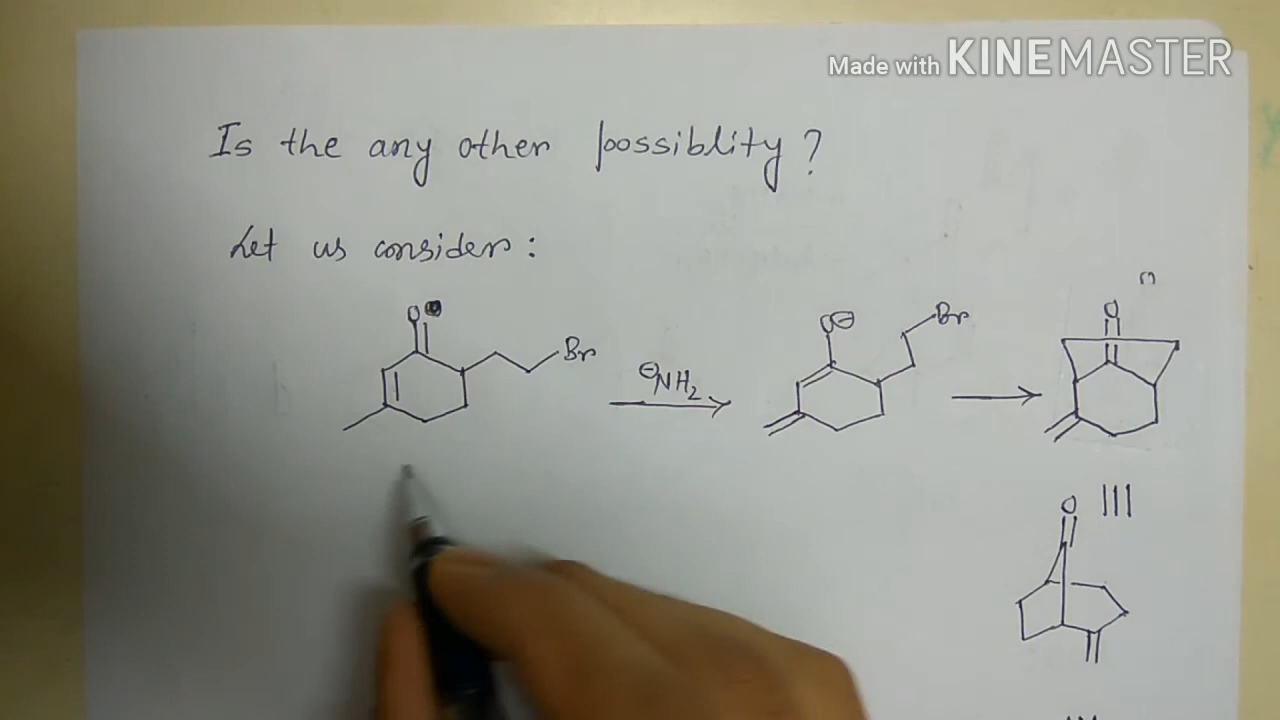 Made with KINEMASTER
Is the any other possiblity?
Let us consider:
O
Br
⊖NH2
O⊖
Br
O
O